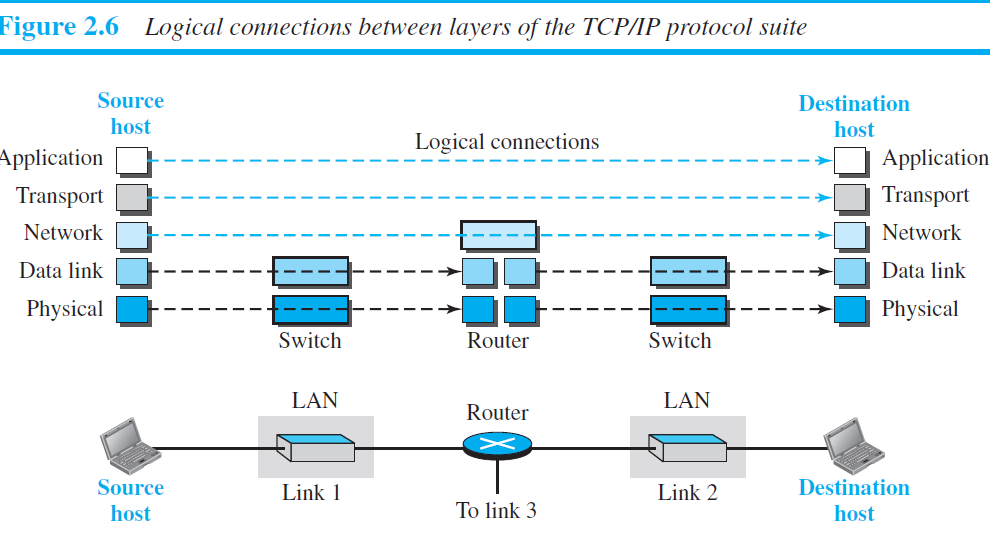 Figure 2.6 Logical connections between layers of the TCP/IP protocol suite
Source
host
Destination
host
Logical connections
Application
Application
Transport
Transport
Network
Network
Data link
Data link
Physical
Physical
Switch
Router
Switch
LAN
Router
LAN
Source
host
Link 1
To link 3
Link 2
Destination
host